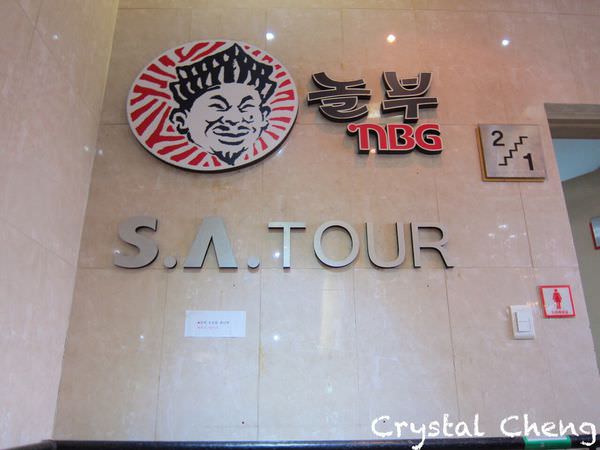 놀부
NBG
2
1
S.A.TOUR
Crystal Cheng